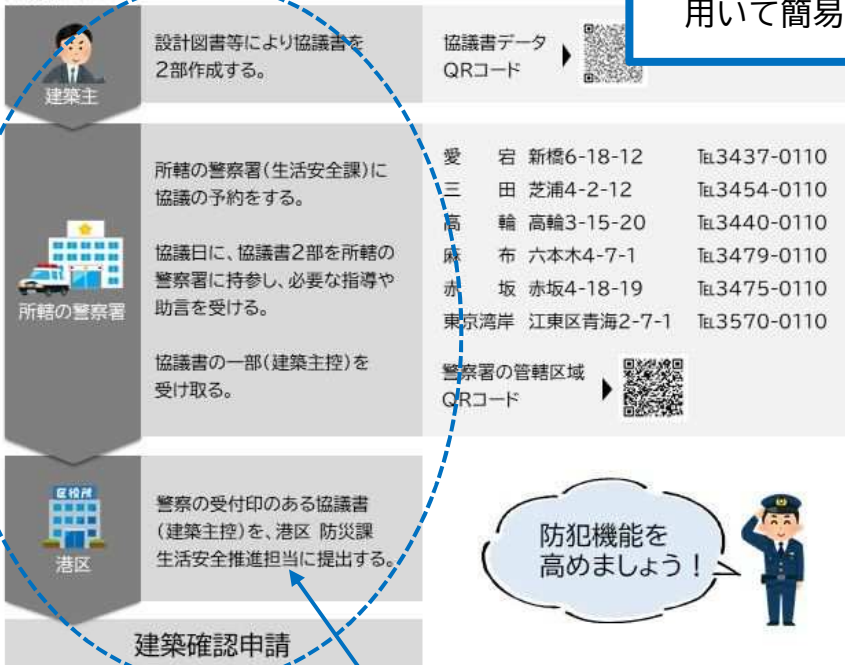 用いて簡易
建築主
設計図書等により協議書を
2部作成する。
協議書データ
QRコード
所轄の警察署
所轄の警察署(生活安全課)に
協議の予約をする。
協議日に、協議書2部を所轄の
警察署に持参し、必要な指導や
助言を受ける。
協議書の一部(建築主控)を
受け取る。
愛 宕 新橋6-18-12 ℡3437-0110
三 田 芝浦4-2-12 ℡3454-0110
高 輪 高輪3-15-20 ℡3440-0110
麻 布 六本木4-7-1 ℡3479-0110
赤 坂 赤坂4-18-19 ℡3475-0110
東京湾岸 江東区青海2-7-1 ℡3570-0110
警察署の管轄区域
QRコード
区役所
港区
警察の受付印のある協議書
(建築主控)を、港区 防災課
生活安全推進担当に提出する。
防犯機能を
高めましょう!
建築確認申請